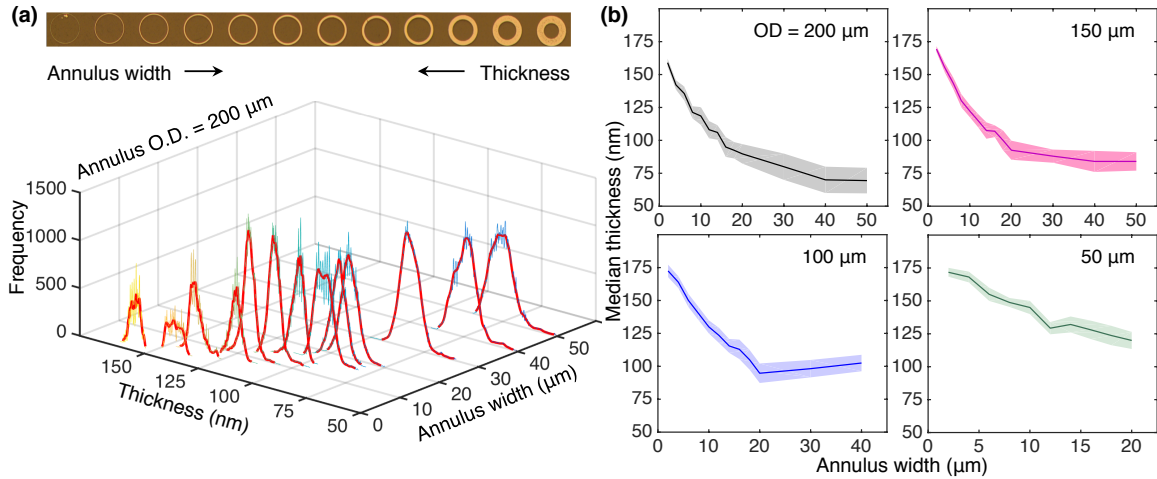 (a)
Annulus width →
← Thickness
Annulus O.D. = 200 µm
1500
1000
500
0
Frequency
150
125
100
75
50
Thickness (nm)
0
10
20
30
40
50
Annulus width (µm)
(b)
Median thickness (nm)
OD = 200 µm
175
150
125
100
75
50
0 10 20 30 40 50
150 µm
175
150
125
100
75
50
0 10 20 30 40 50
100 µm
175
150
125
100
75
50
0 10 20 30 40
50 µm
175
150
125
100
75
50
0 5 10 15 20
Annulus width (µm)